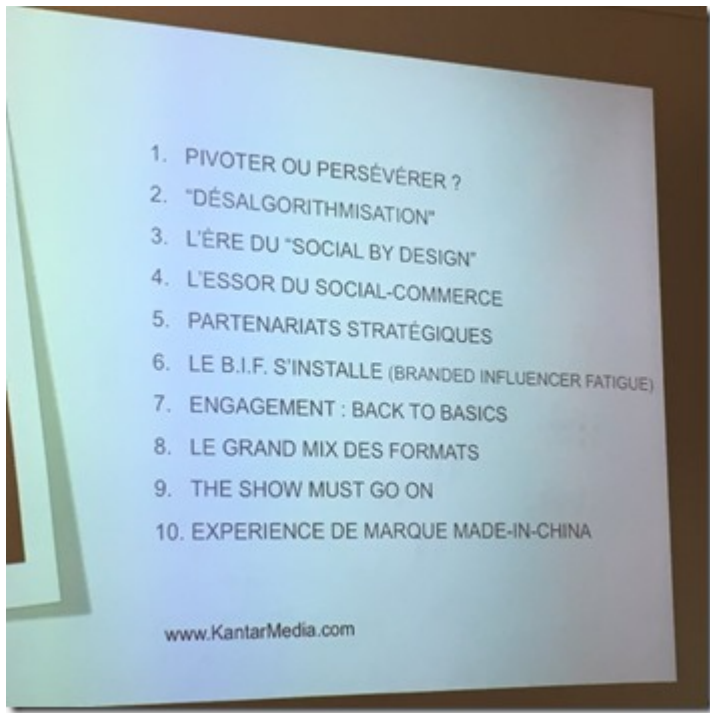 1. PIVOTER OU PERSÉVÉRER ?
2. "DÉSALGORITHMISATION"
3. L'ÈRE DU "SOCIAL BY DESIGN"
4. L'ESSOR DU SOCIAL-COMMERCE
5. PARTENARIATS STRATÉGIQUES
6. LE B.I.F. S'INSTALLE (BRANDED INFLUENCER FATIGUE)
7. ENGAGEMENT : BACK TO BASICS
8. LE GRAND MIX DES FORMATS
9. THE SHOW MUST GO ON
10. EXPERIENCE DE MARQUE MADE-IN-CHINA
www.KantarMedia.com